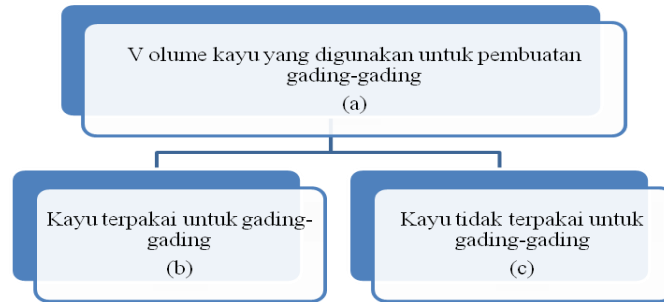 V olume kayu yang digunakan untuk pembuatan
gading-gading
(a)
Kayu terpakai untuk gading-
gading
(b)
Kayu tidak terpakai untuk
gading-gading
(c)